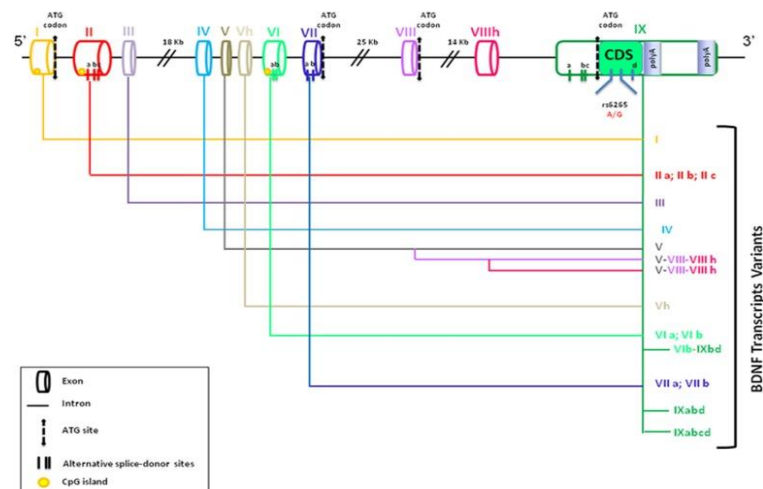 ATG codon
ATG codon
ATG codon
ATG codon
IX
I
II
III
IV
V
Vh
VI
VII
VIII
VIIIh
5'
18 Kb
25 Kb
14 Kb
3'
a bc
ab
a b
a
bc
CDS
d
polyA
polyA
rs6265
A/G
I
II a; II b; II c
III
IV
V
V-VIII-VIII h
V-VIII-VIII h
Vh
VI a; VI b
VIb-IXbd
VII a; VII b
IXabd
IXabcd
BDNF Transcripts Variants
Exon
Intron
ATG site
Alternative splice-donor sites
CpG island